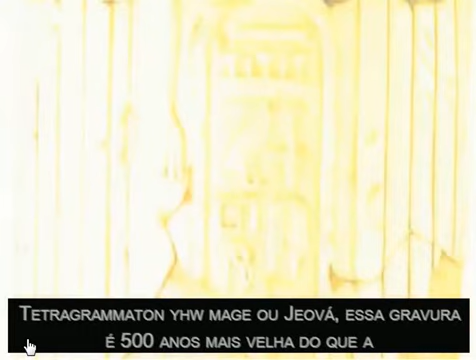 Tetragrammaton yhw mage ou Jeová, essa gravura
é 500 anos mais velha do que a